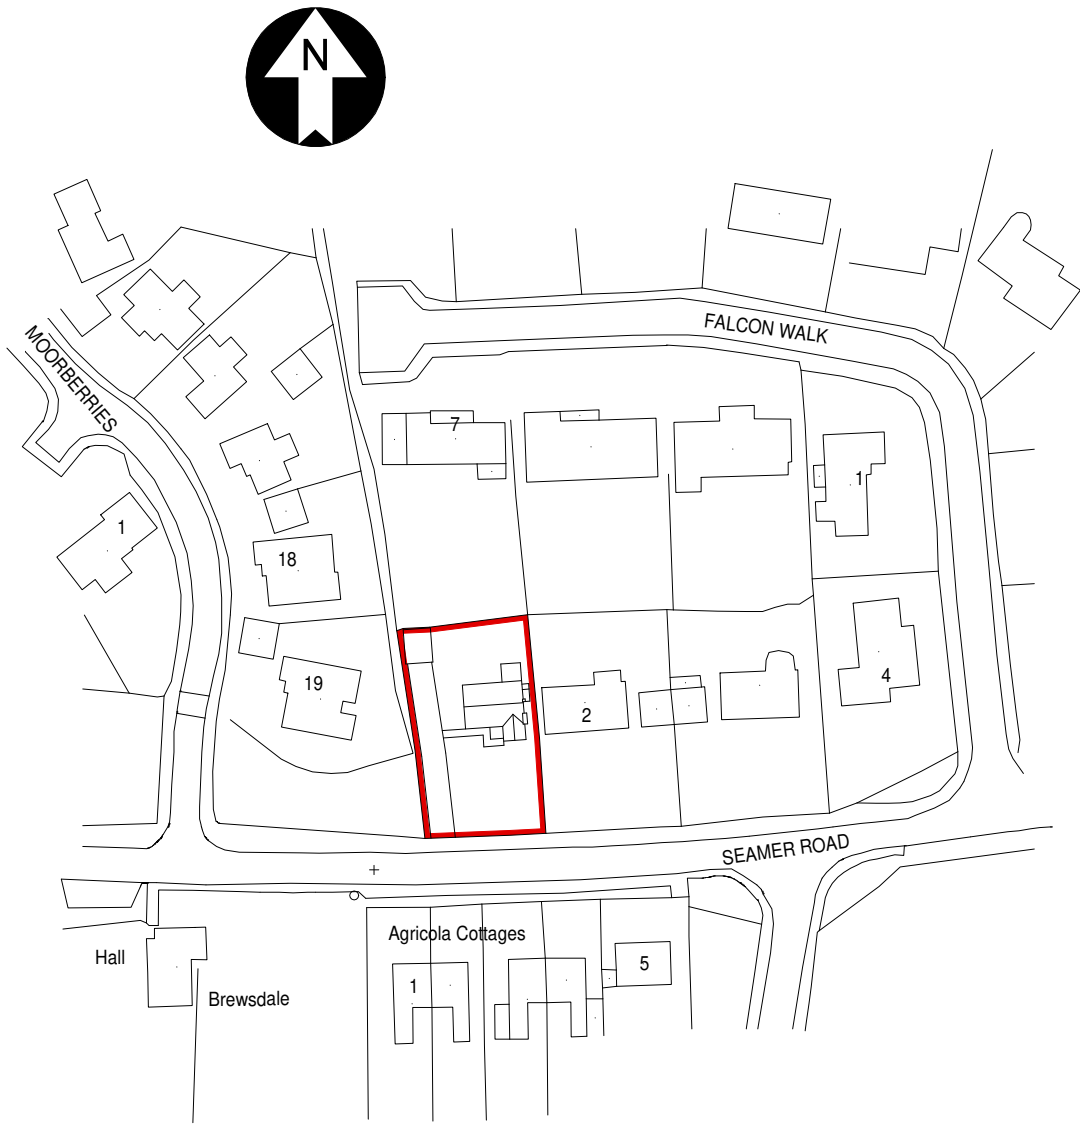 N
FALCON WALK
MOORBERRIES
7
1
1
18
19
4
2
SEAMER ROAD
Agricola Cottages
Hall
5
1
Brewsdale